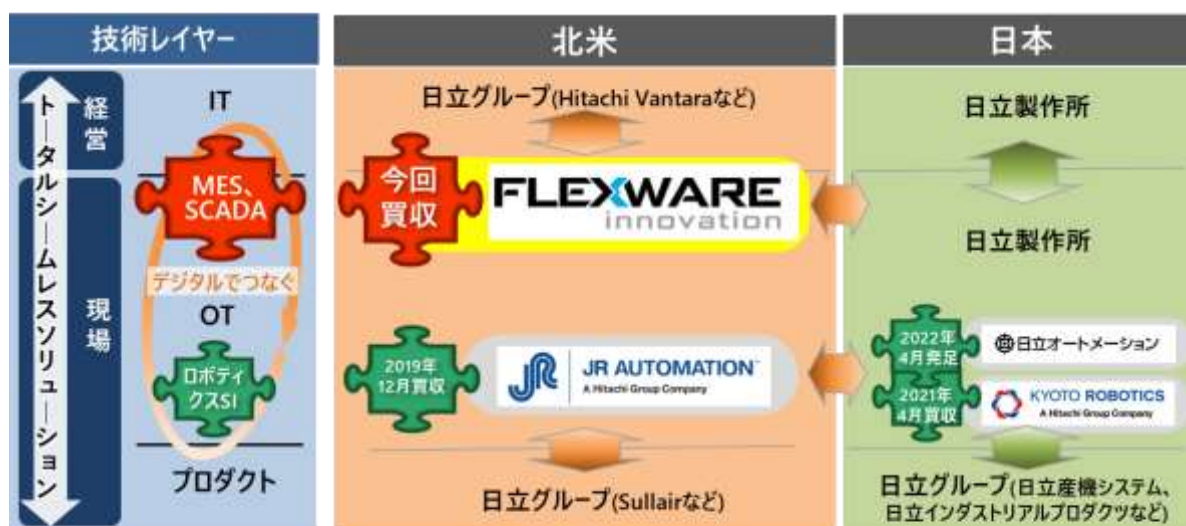 技術レイヤー
北米
日本
トータルシームレスソリューション
経営
現場
IT
MES、
SCADA
デジタルでつなぐ
OT
ロボティ
クスSI
プロダクト
日立グループ(Hitachi Vantaraなど)
今回
買収
FLEXWARE
innovation
2019年
12月買収
JR
JR AUTOMATION™
A Hitachi Group Company
日立グループ(Sullairなど)
日立製作所
日立製作所
2022年
4月発足
日立オートメーション
2021年
4月買収
KYOTO ROBOTICS
A Hitachi Group Company
日立グループ(日立産機システム、
日立インダストリアルプロダクツなど)